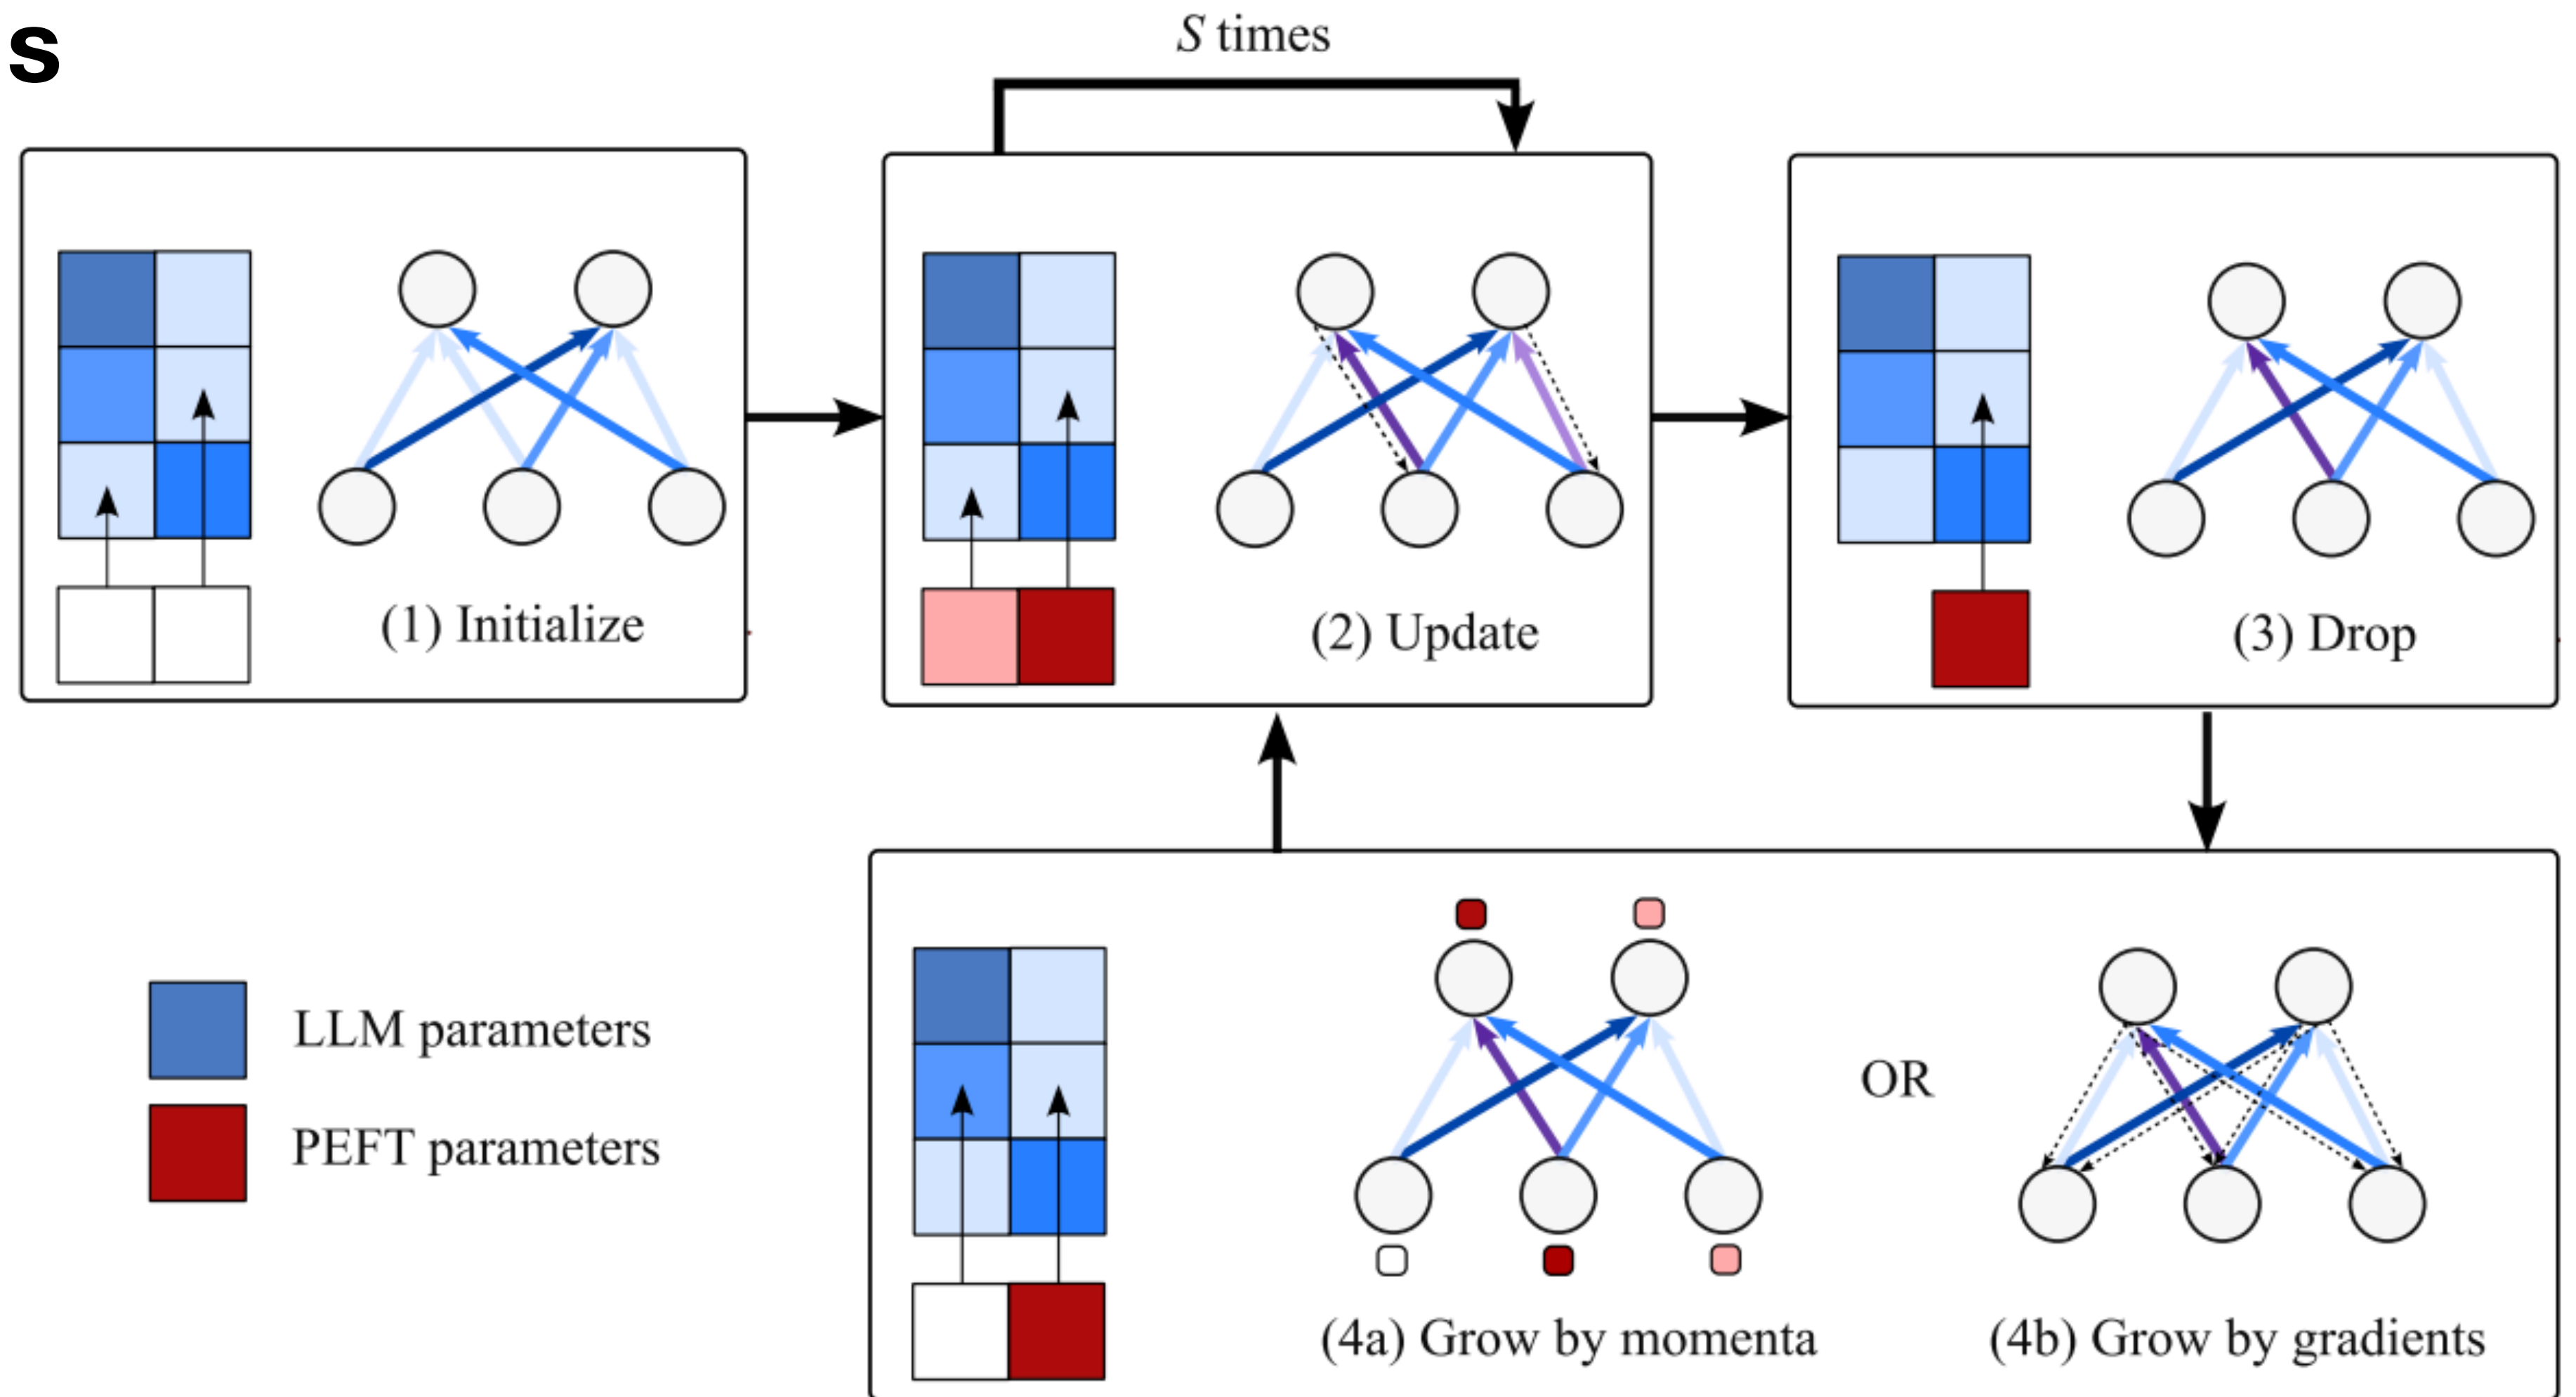 s
S times
(1) Initialize
(2) Update
(3) Drop
LLM parameters
PEFT parameters
OR
(4a) Grow by momenta
(4b) Grow by gradients